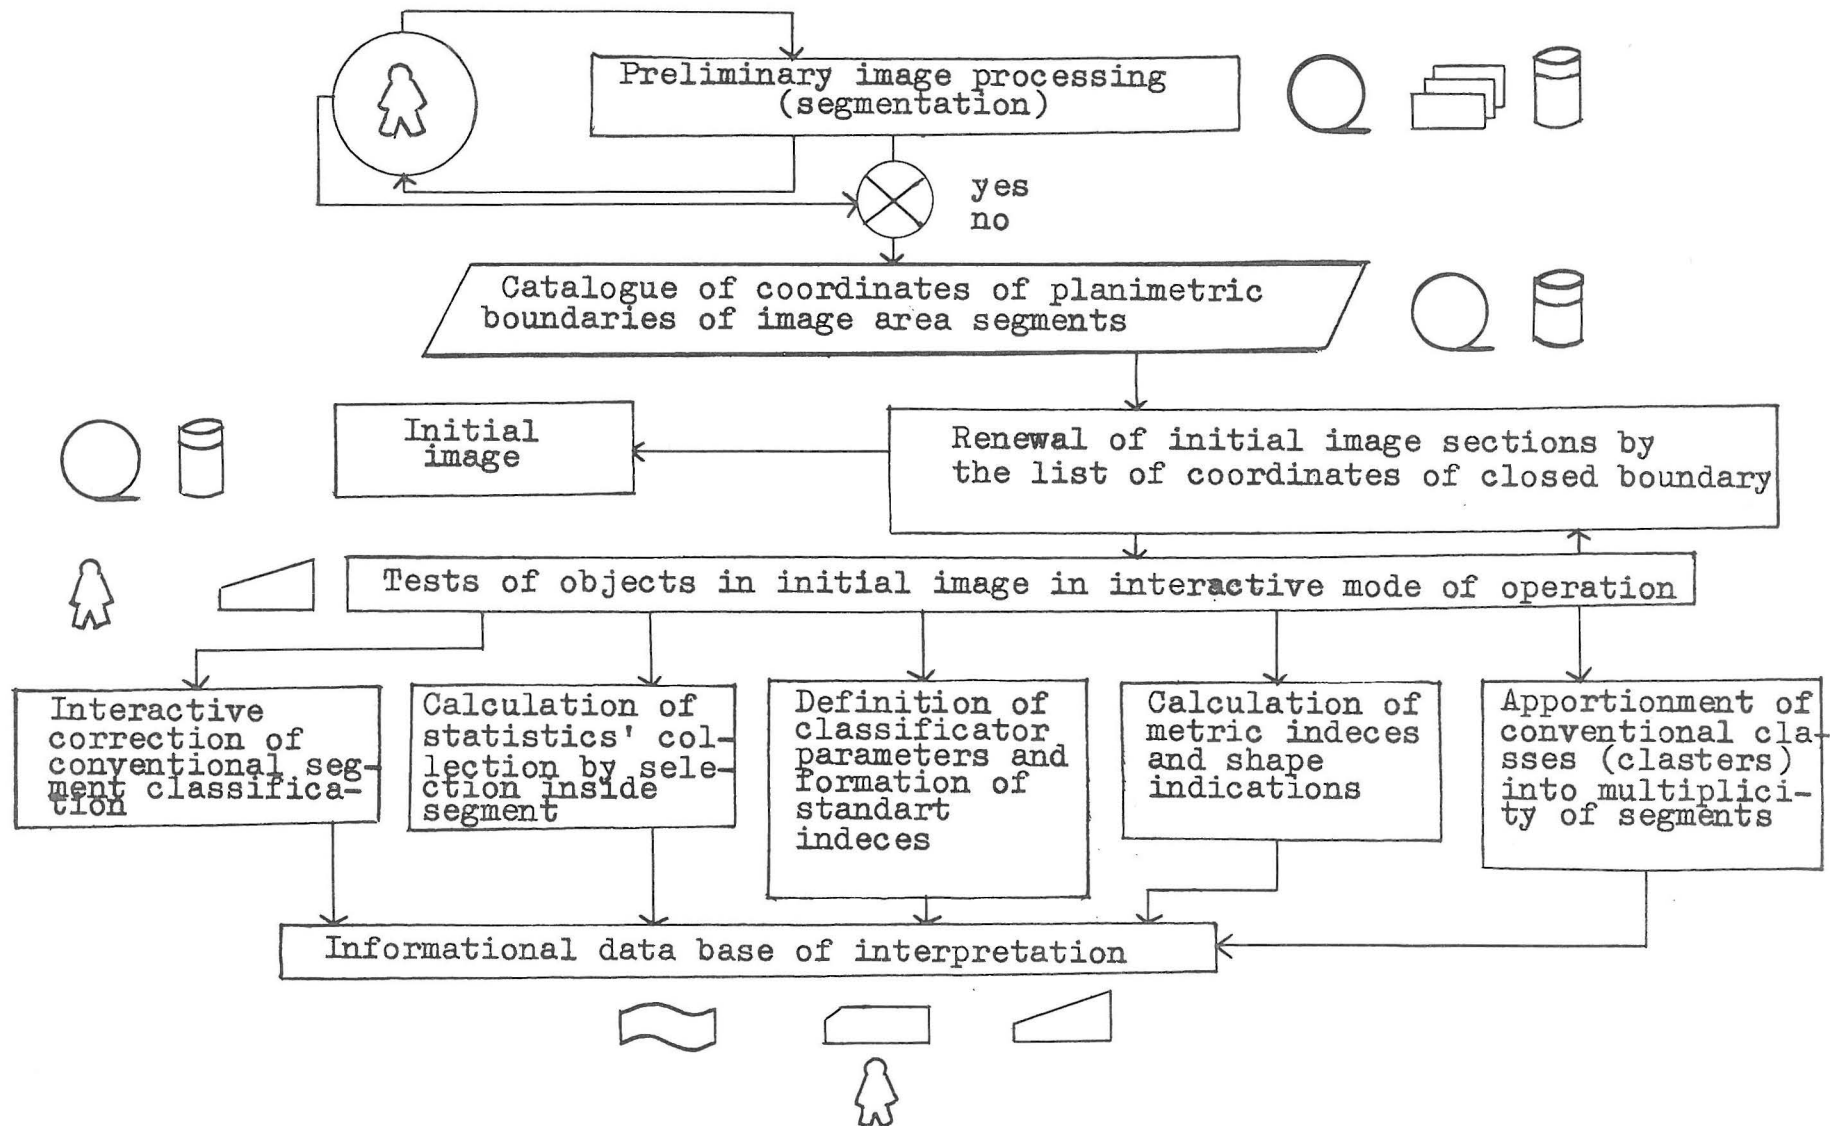 Preliminary image processing
(segmentation)
yes
no
Catalogue of coordinates of planimetric
boundaries of image area segments
Initial
image
Renewal of initial image sections by
the list of coordinates of closed boundary
Tests of objects in initial image in interactive mode of operation
Interactive
correction of
conventional seg-
ment classifica-
tion
Calculation of
statistics' col-
lection by sele-
ction inside
segment
Definition of
classificator
parameters and
formation of
standart
indeces
Calculation of
metric indeces
and shape
indications
Apportionment of
conventional cla-
sses (clasters)
into multiplici-
ty of segments
Informational data base of interpretation